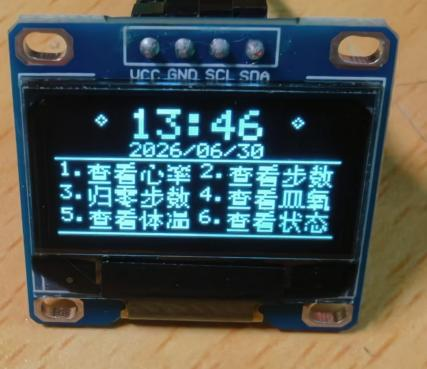 VCC GND SCL SDA
13:46
2026/06/30
1.查看心率 2.查看步数
3.归零步数 4.查看血氧
5.查看体温 6.查看状态